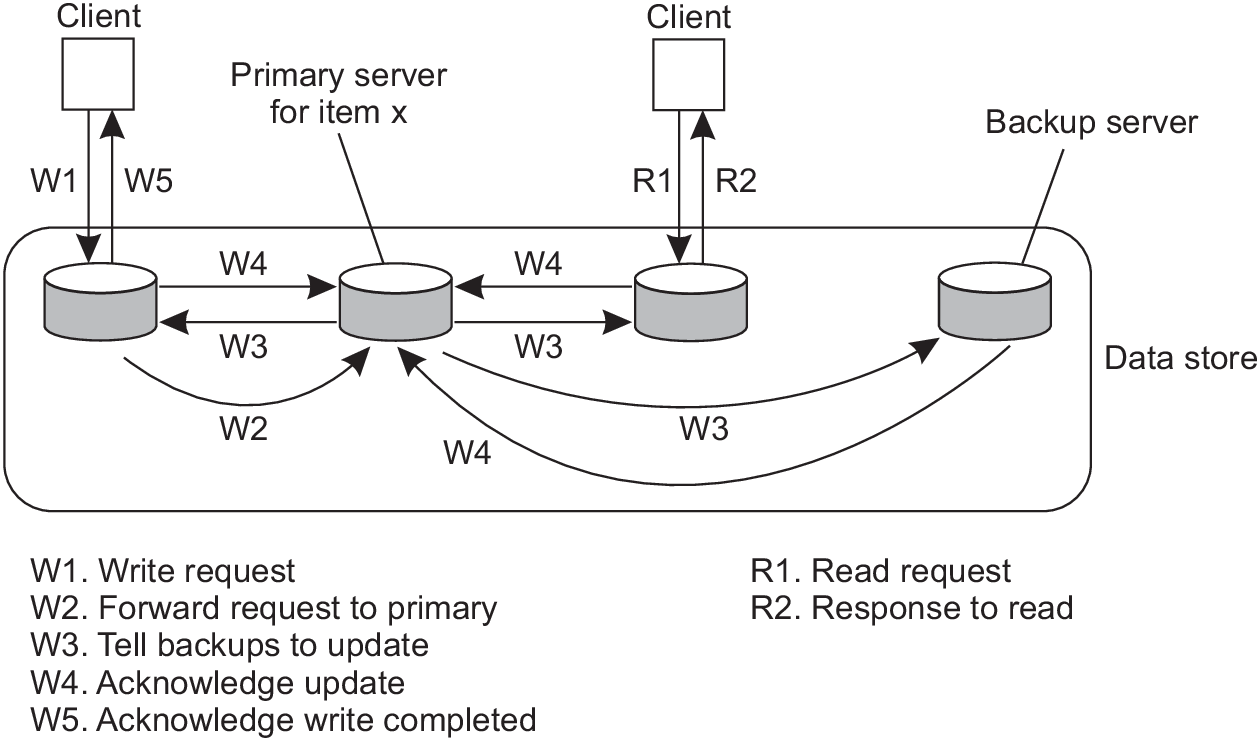 Client
Client
Primary server
for item x
Backup server
W1
W5
R1
R2
W4
W4
W3
W3
Data store
W2
W3
W4
W1. Write request
W2. Forward request to primary
W3. Tell backups to update
W4. Acknowledge update
W5. Acknowledge write completed
R1. Read request
R2. Response to read